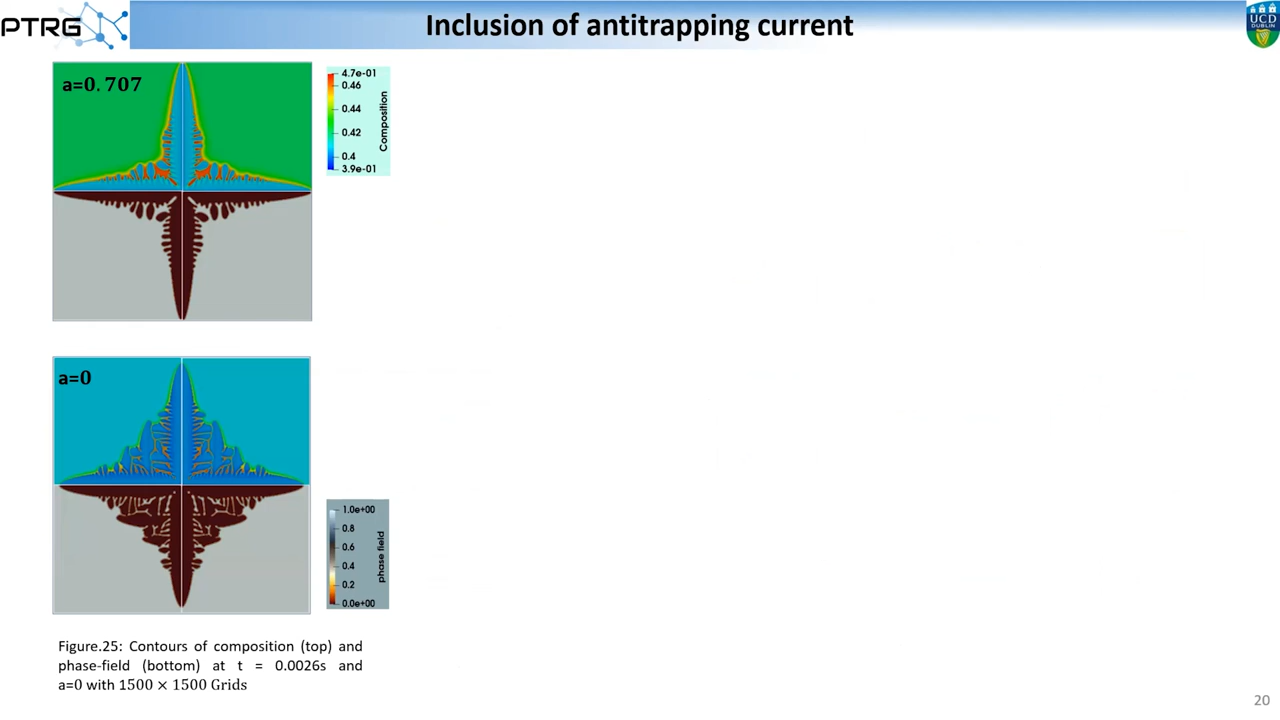 PTRG
Inclusion of antitrapping current
UCD
DUBLIN
a=0.707
4.7e-01
0.46
0.44
0.42
0.4
3.9e-01
Composition
a=0
1.0e+00
0.8
0.6
0.4
0.2
0.0e+00
phase field
Figure.25: Contours of composition (top) and
phase-field (bottom) at t = 0.0026s and
a=0 with 1500 × 1500 Grids
20